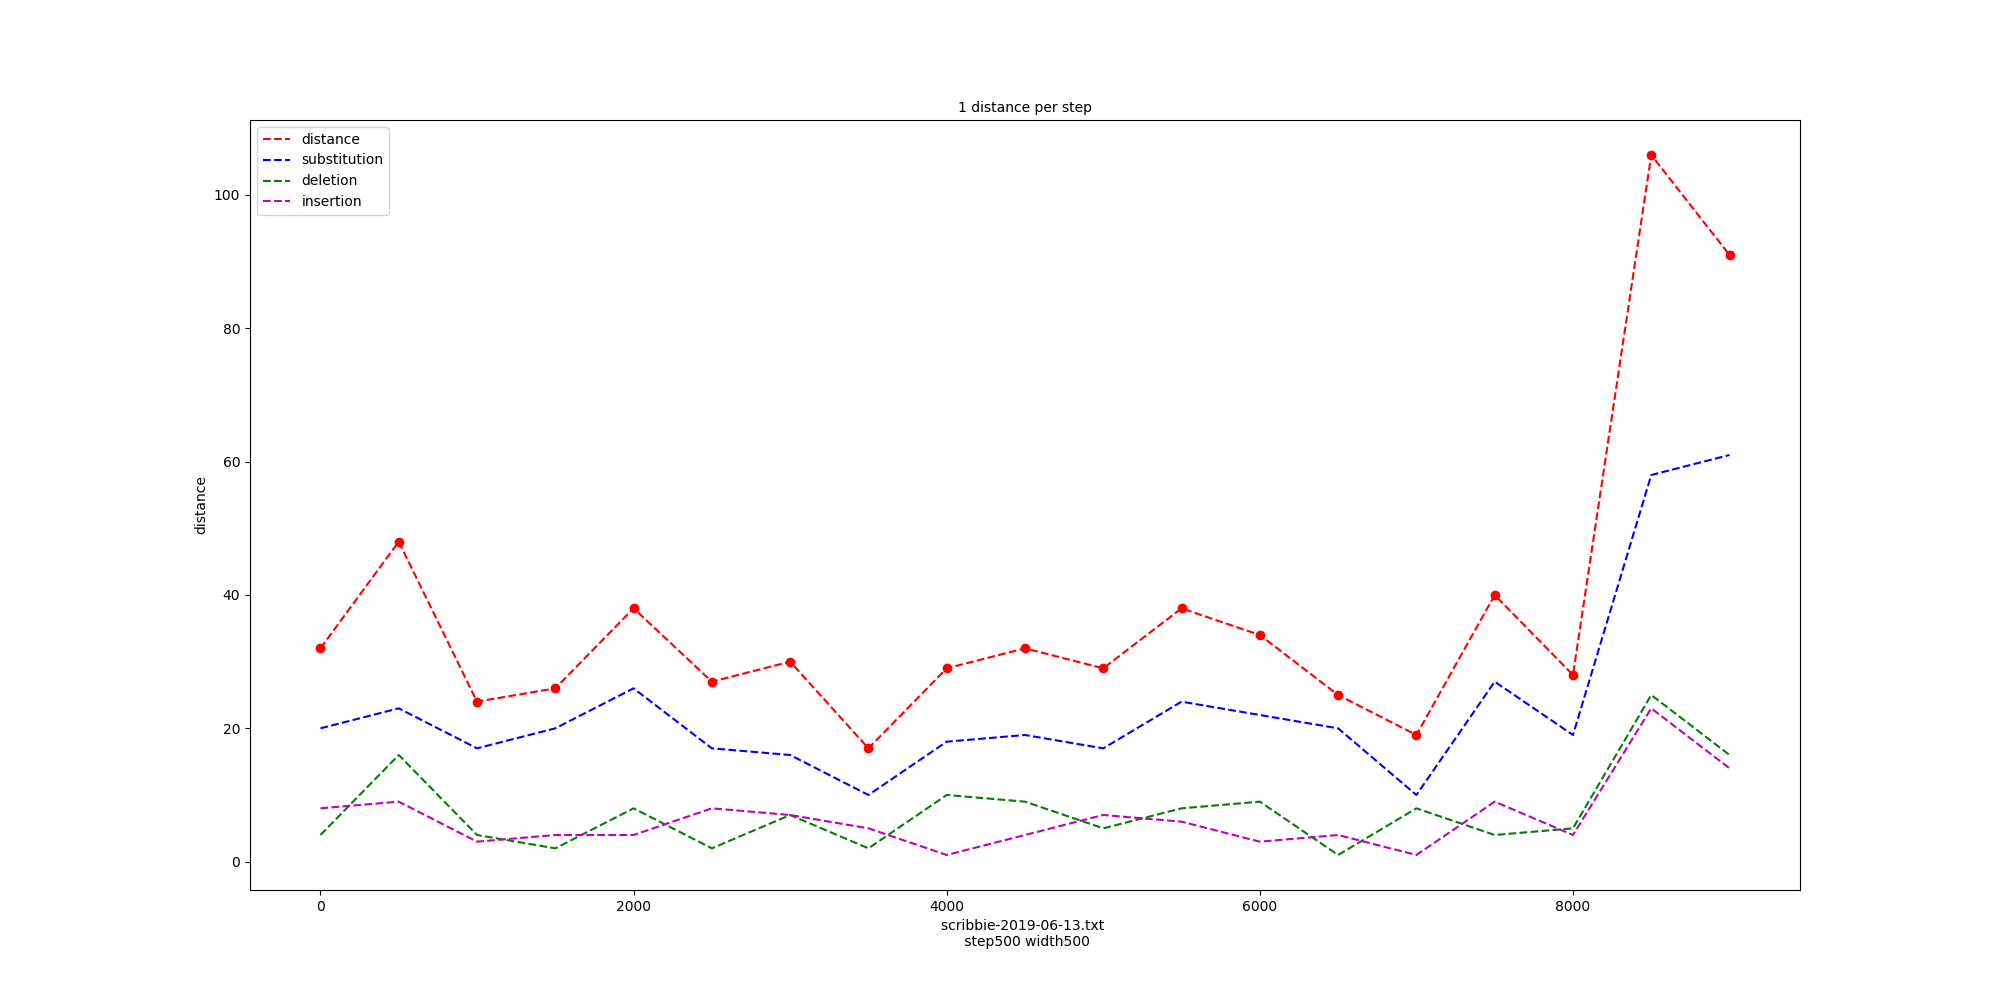 1 distance per step
distance
substitution
deletion
insertion
100
80
60
40
20
0
distance
0 2000 4000 6000 8000
scribbie-2019-06-13.txt
step500 width500